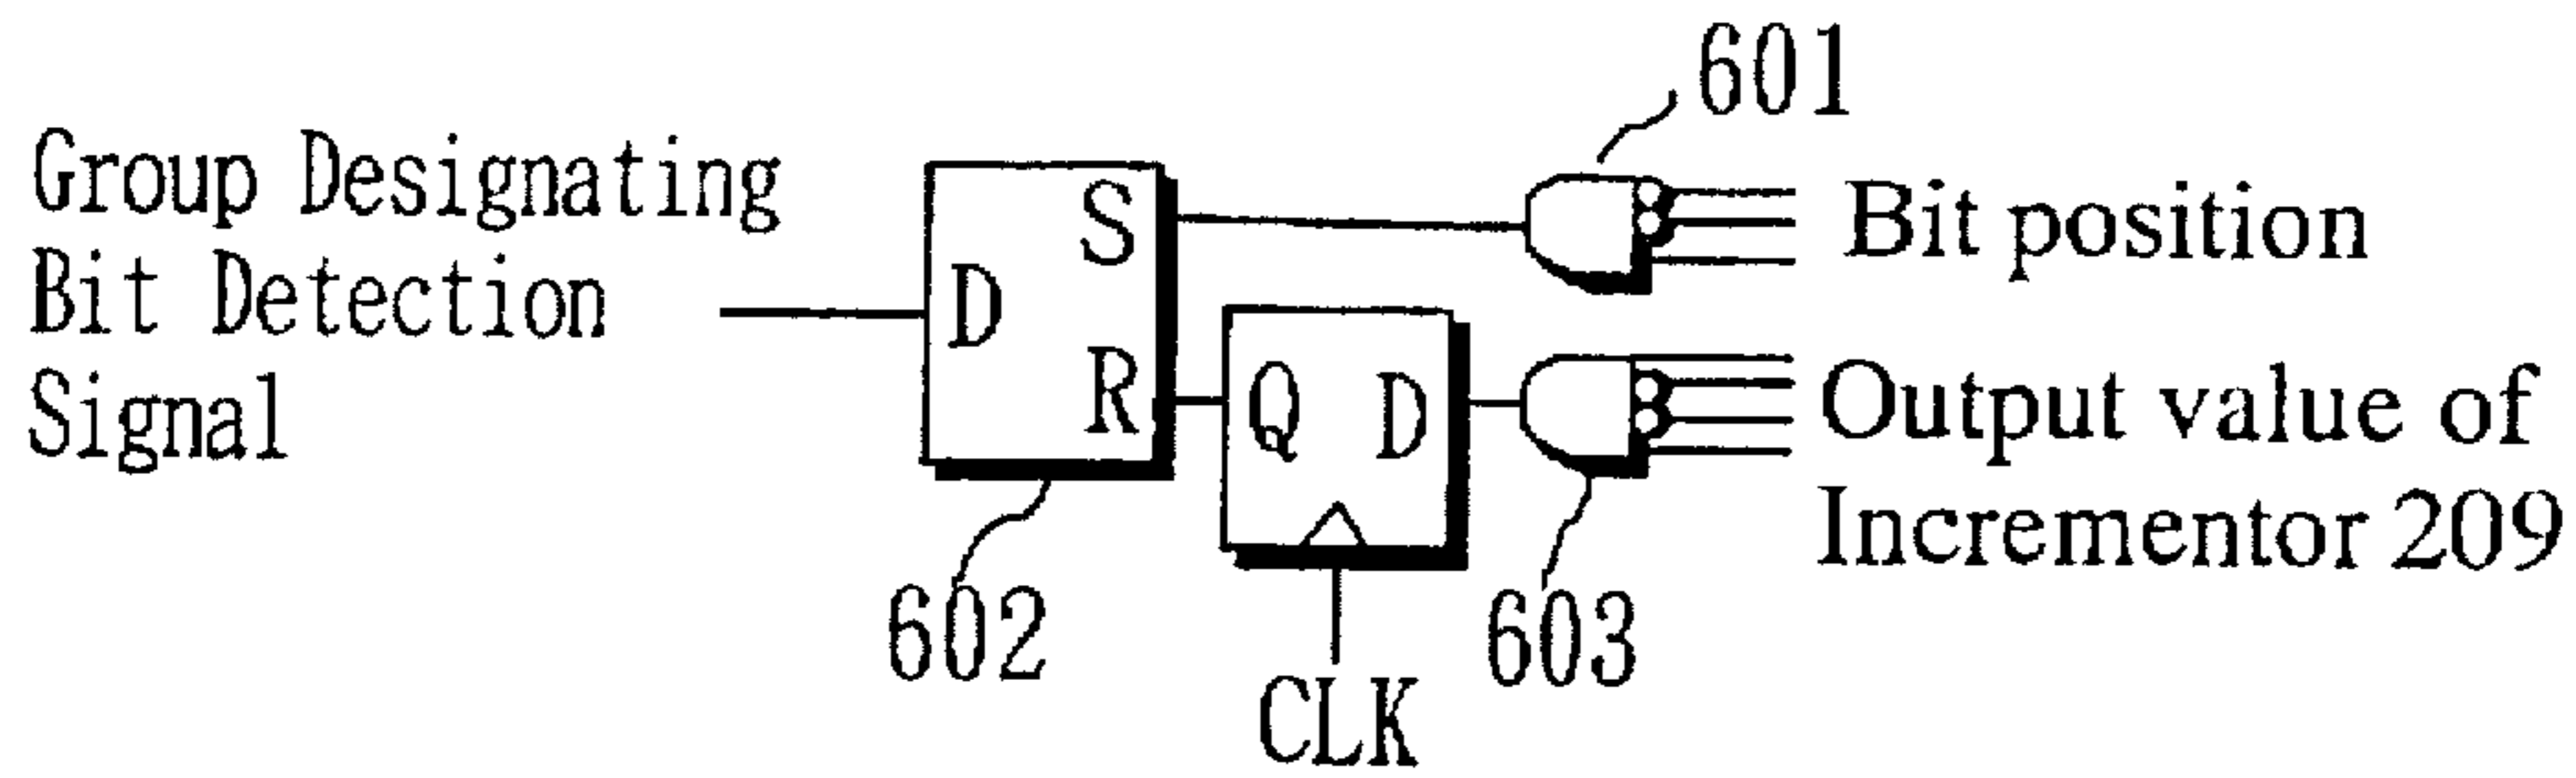 601
Group Designating
Bit Detection
Signal
S
D
R
Bit position
Q D
Output value of
Incrementor 209
602
603
CLK